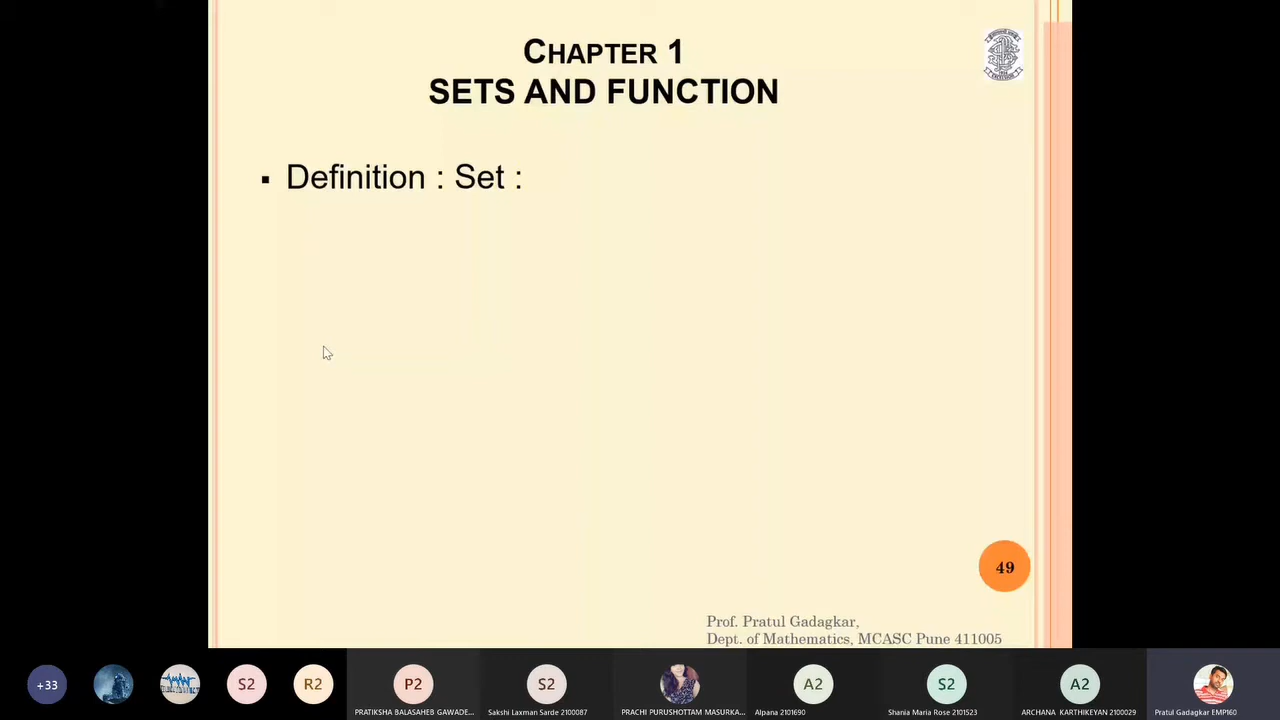 CHAPTER 1
SETS AND FUNCTION
▪ Definition : Set :
49
Prof. Pratul Gadagkar,
Dept. of Mathematics, MCASC Pune 411005
+33
S2
R2
P2
S2
A2
S2
A2
PRATIKSHA BALASAHEB GAWADE...
Sakshi Laxman Sarde 2100087
PRACHI PURUSHOTTAM MASURKA...
Alpana 2101690
Shania Maria Rose 2101523
ARCHANA KARTHIKEYAN 2100029
Pratul Gadagkar EMP160